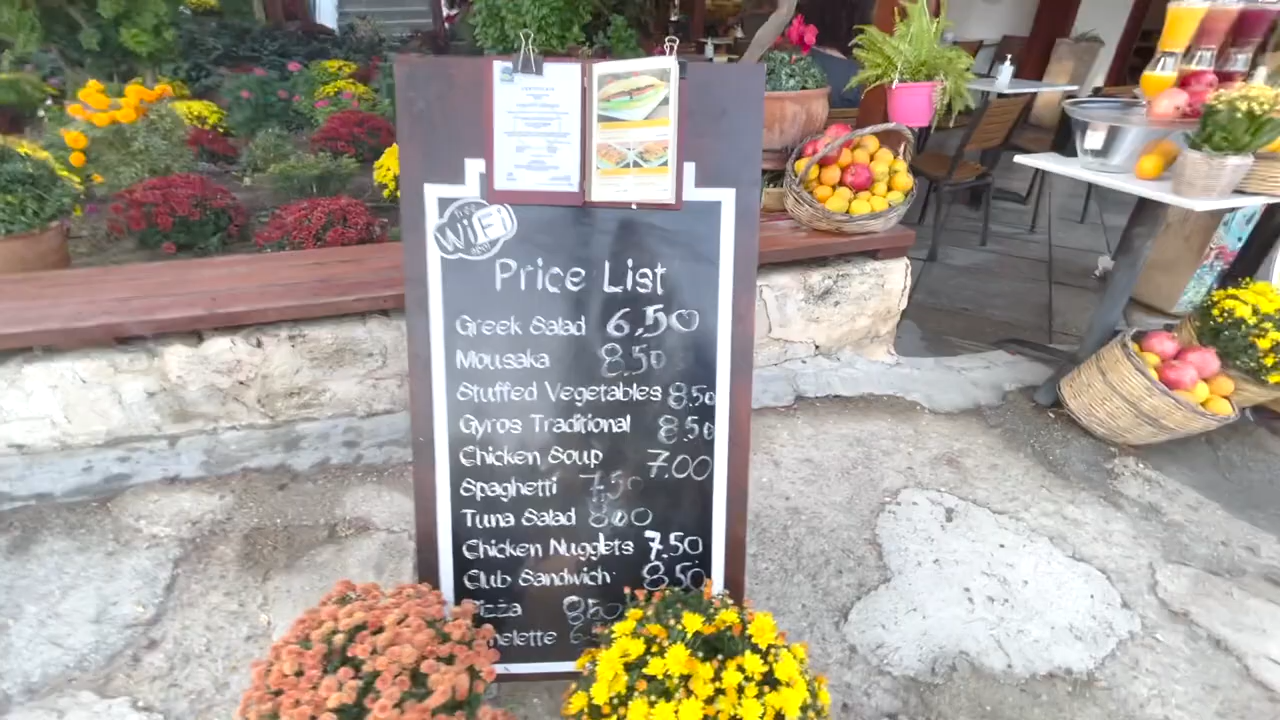 free
WiFi
Price List
Greek Salad 6,50
Mousaka 8.50
Stuffed Vegetables 8.50
Gyros Traditional 8.50
Chicken Soup 7.00
Spaghetti 7.50
Tuna Salad 8.00
Chicken Nugglets 7.50
Club Sandwich 8.50
Pizza 8.50